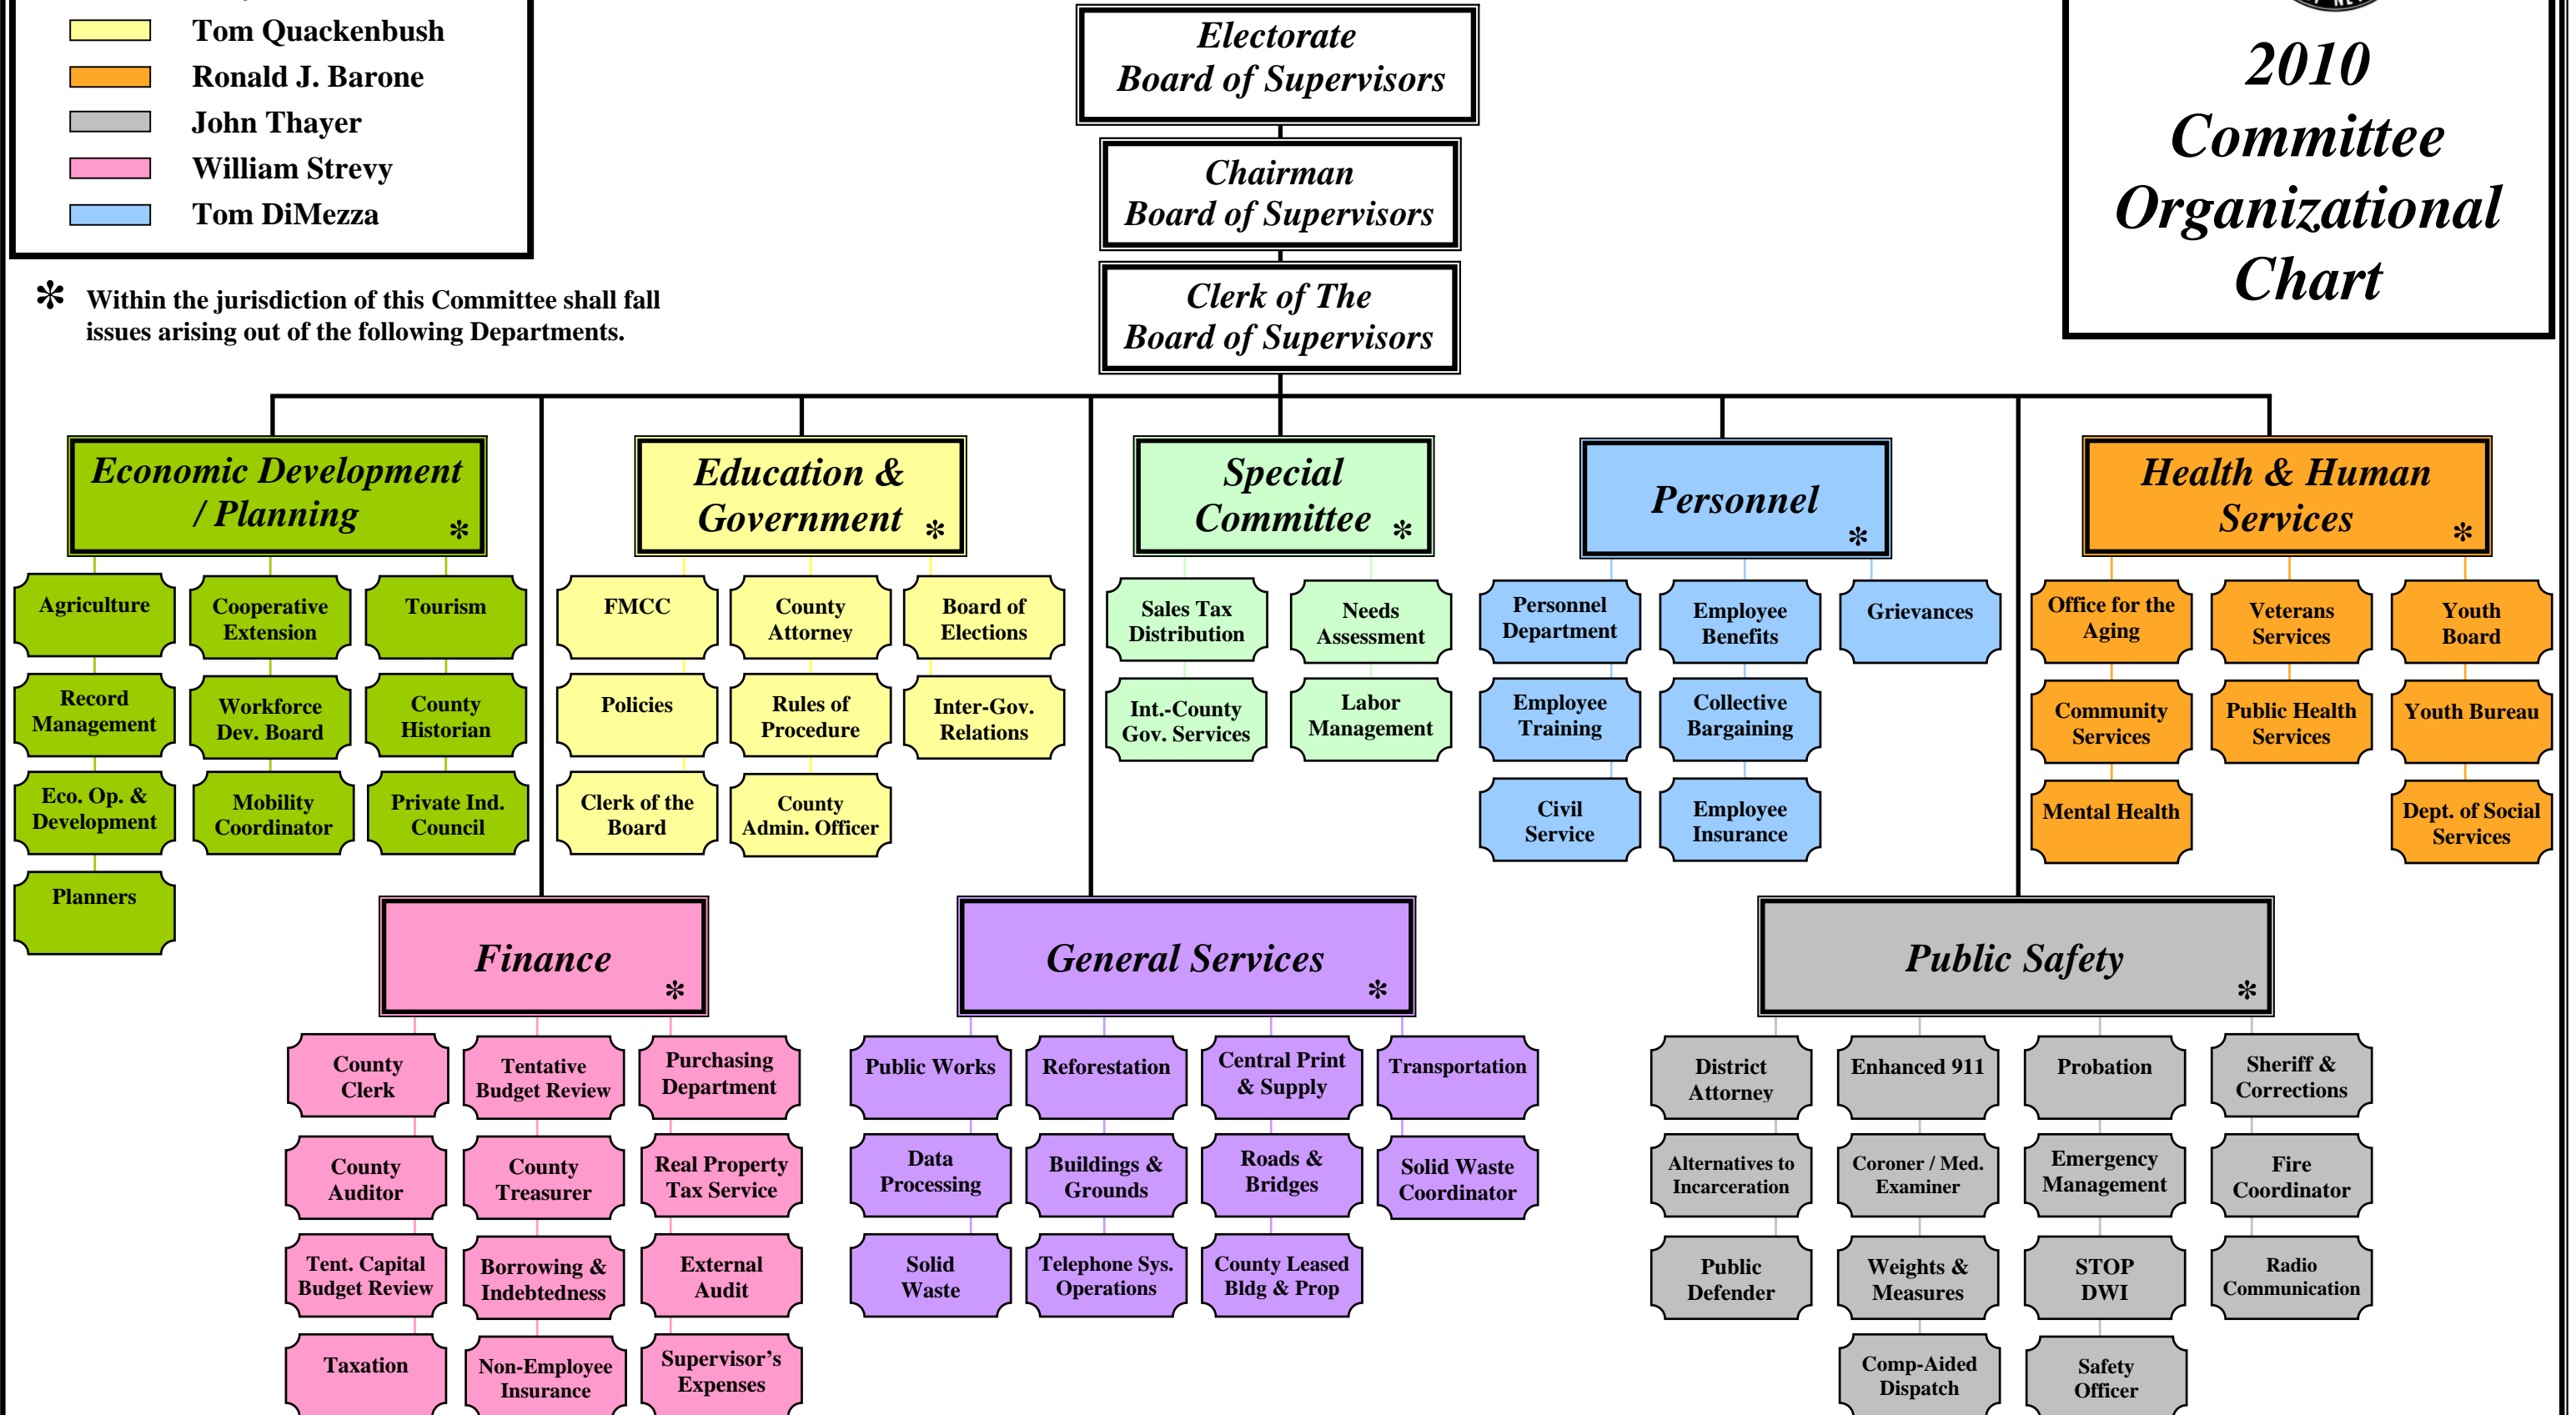 Tom Quackenbush
Ronald J. Barone
John Thayer
William Strevy
Tom DiMezza
* Within the jurisdiction of this Committee shall fall
issues arising out of the following Departments.
Electorate
Board of Supervisors
Chairman
Board of Supervisors
Clerk of The
Board of Supervisors
2010
Committee
Organizational
Chart
Economic Development
/ Planning *
Agriculture
Cooperative
Extension
Tourism
Record
Management
Workforce
Dev. Board
County
Historian
Eco. Op. &
Development
Mobility
Coordinator
Private Ind.
Council
Planners
Education &
Government *
FMCC
County
Attorney
Board of
Elections
Policies
Rules of
Procedure
Inter-Gov.
Relations
Clerk of the
Board
County
Admin. Officer
Special
Committee *
Sales Tax
Distribution
Needs
Assessment
Int.-County
Gov. Services
Labor
Management
Personnel
*
Personnel
Department
Employee
Benefits
Grievances
Employee
Training
Collective
Bargaining
Civil
Service
Employee
Insurance
Health & Human
Services *
Office for the
Aging
Veterans
Services
Youth
Board
Community
Services
Public Health
Services
Youth Bureau
Mental Health
Dept. of Social
Services
Finance
*
County
Clerk
Tentative
Budget Review
Purchasing
Department
County
Auditor
County
Treasurer
Real Property
Tax Service
Tent. Capital
Budget Review
Borrowing &
Indebtedness
External
Audit
Taxation
Non-Employee
Insurance
Supervisor's
Expenses
General Services
*
Public Works
Reforestation
Central Print
& Supply
Transportation
Data
Processing
Buildings &
Grounds
Roads &
Bridges
Solid Waste
Coordinator
Solid
Waste
Telephone Sys.
Operations
County Leased
Bldg & Prop
Public Safety
*
District
Attorney
Enhanced 911
Probation
Sheriff &
Corrections
Alternatives to
Incarceration
Coroner / Med.
Examiner
Emergency
Management
Fire
Coordinator
Public
Defender
Weights &
Measures
STOP
DWI
Radio
Communication
Comp-Aided
Dispatch
Safety
Officer